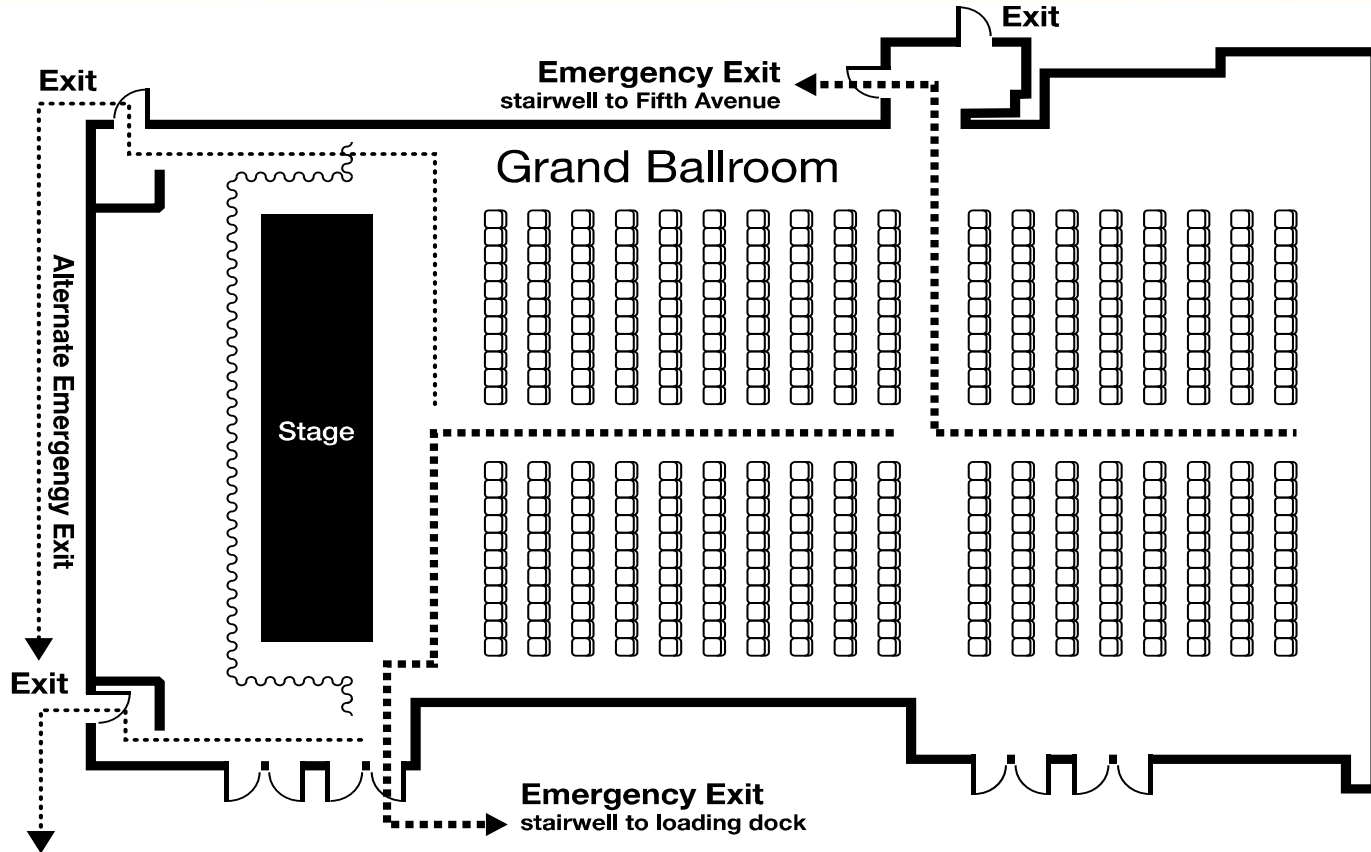 Exit
Exit
Emergency Exit
stairwell to Fifth Avenue
Grand Ballroom
Alternate Emergengy Exit
Stage
Exit
Emergency Exit
stairwell to loading dock